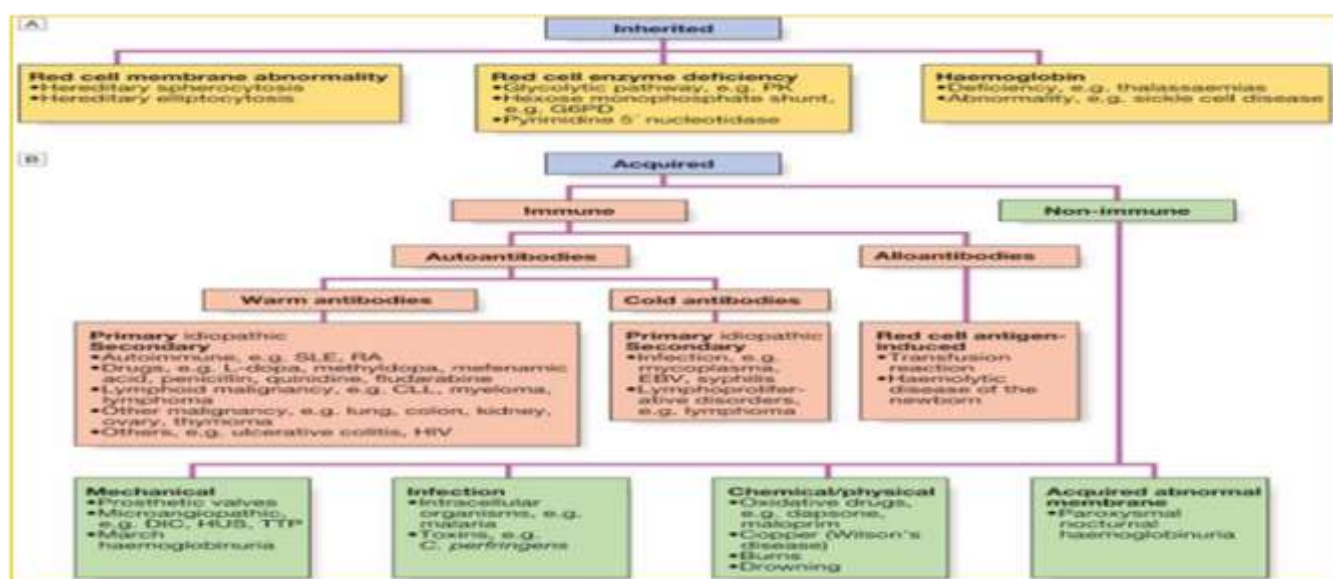 A
Inherited
Red cell membrane abnormality
•Hereditary spherocytosis
•Hereditary elliptocytosis
Red cell enzyme deficiency
•Glycolytic pathway, e.g. PK
•Hexose monophosphate shunt,
e.g. G6PD
•Pyrimidine 5´ nucleotidase
Haemoglobin
•Deficiency, e.g. thalassaemias
•Abnormality, e.g. sickle cell disease
B
Acquired
Immune
Non-immune
Autoantibodies
Alloantibodies
Warm antibodies
Cold antibodies
Primary idiopathic
Secondary
•Autoimmune, e.g. SLE, RA
•Drugs, e.g. L-dopa, methyldopa, mefenamic
acid, penicillin, quinidine, fludarabine
•Lymphoid malignancy, e.g. CLL, myeloma,
lymphoma
•Other malignancy, e.g. lung, colon, kidney,
ovary, thymoma
•Others, e.g. ulcerative colitis, HIV
Primary idiopathic
Secondary
•Infection, e.g.
mycoplasma,
EBV, syphilis
•Lymphoprolifer-
ative disorders,
e.g. lymphoma
Red cell antigen-
induced
•Transfusion
reaction
•Haemolytic
disease of the
newborn
Mechanical
•Prosthetic valves
•Microangiopathic,
e.g. DIC, HUS, TTP
•March
haemoglobinuria
Infection
•Intracellular
organisms, e.g.
malaria
•Toxins, e.g.
C. perfringens
Chemical/physical
•Oxidative drugs,
e.g. dapsone,
maloprim
•Copper (Wilson's
disease)
•Burns
•Drowning
Acquired abnormal
membrane
•Paroxysmal
nocturnal
haemoglobinuria